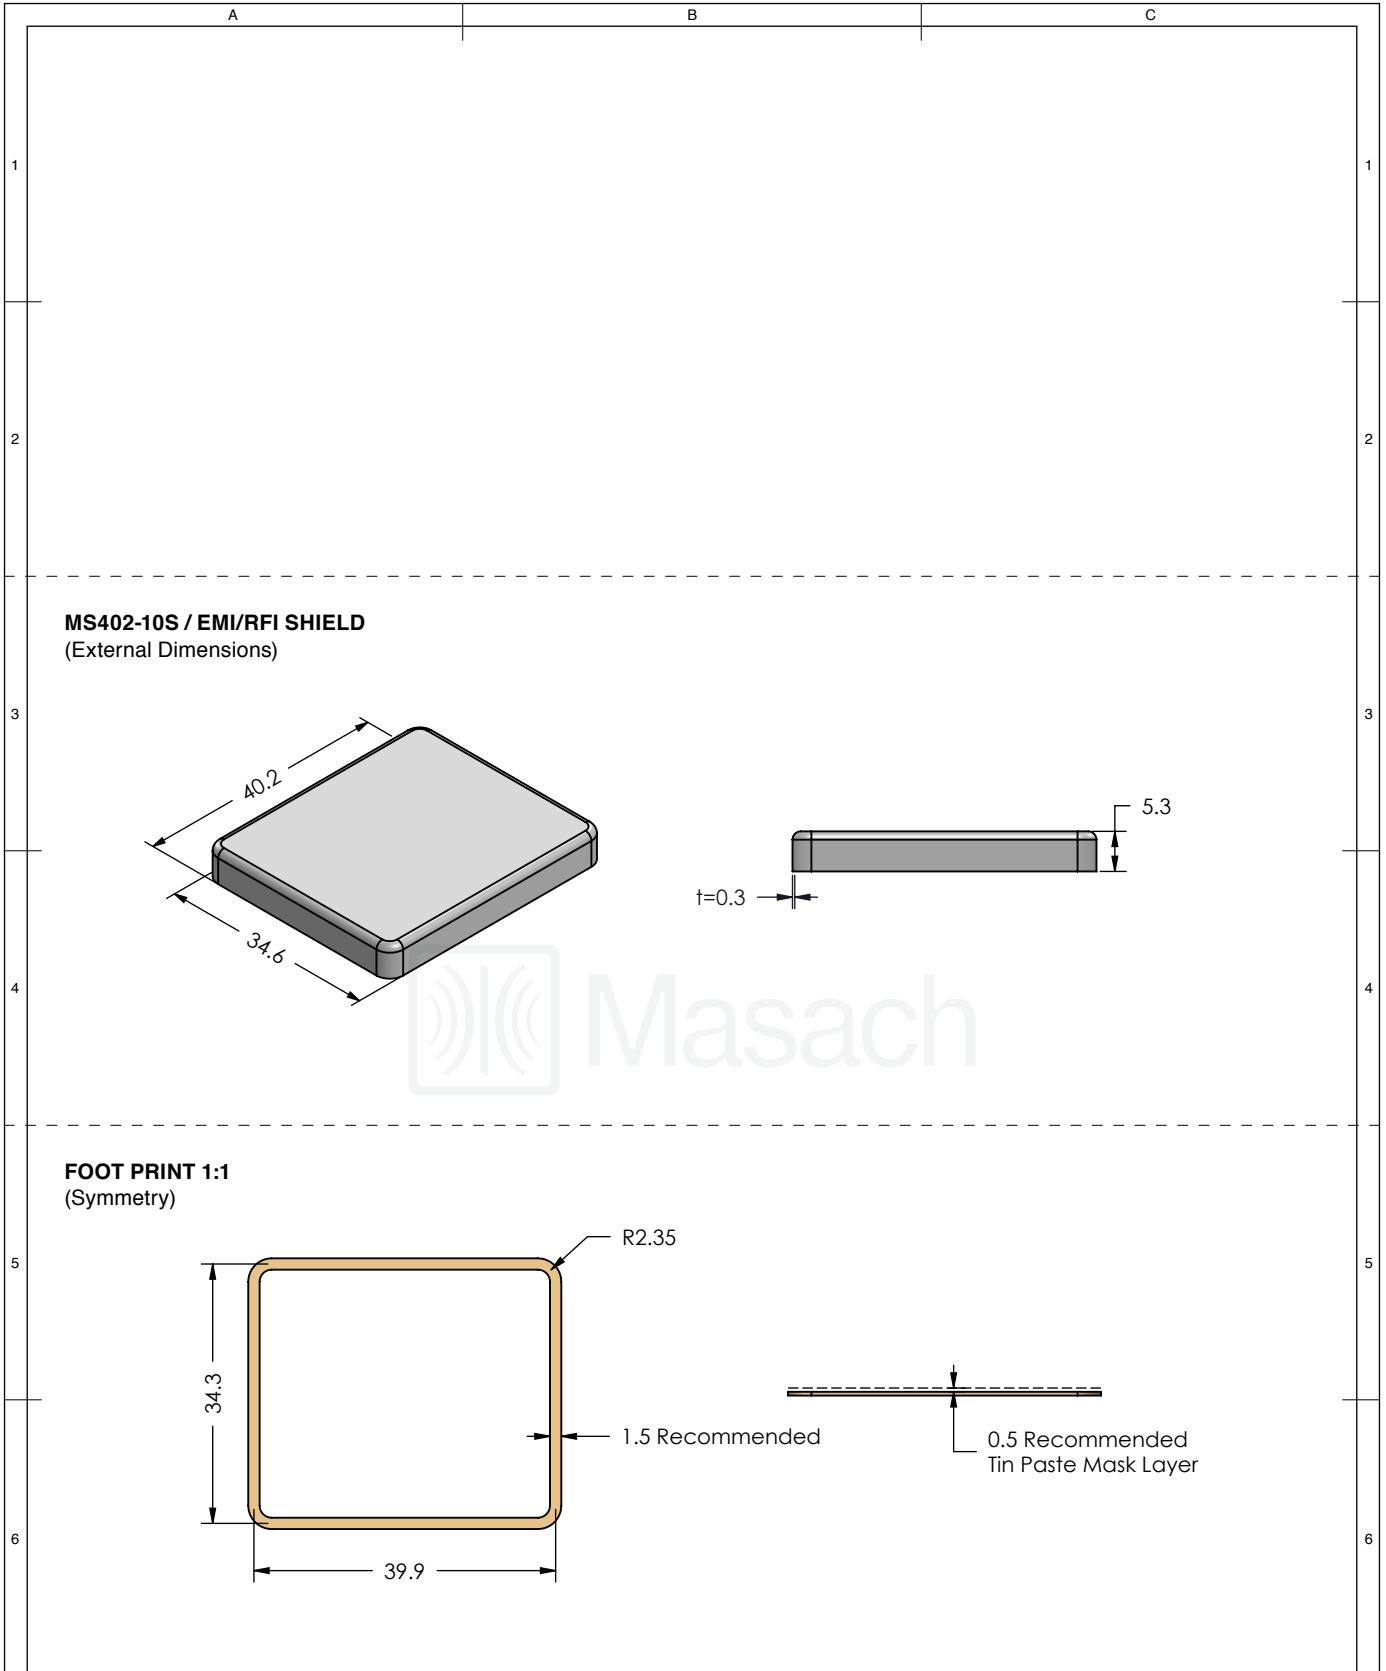 A
B
C
1
1
2
2
MS402-10S / EMI/RFI SHIELD
(External Dimensions)
3
3
40.2
5.3
t=0.3
34.6
4
4
Masach
FOOT PRINT 1:1
(Symmetry)
R2.35
5
5
34.3
1.5 Recommended
0.5 Recommended
Tin Paste Mask Layer
6
6
39.9